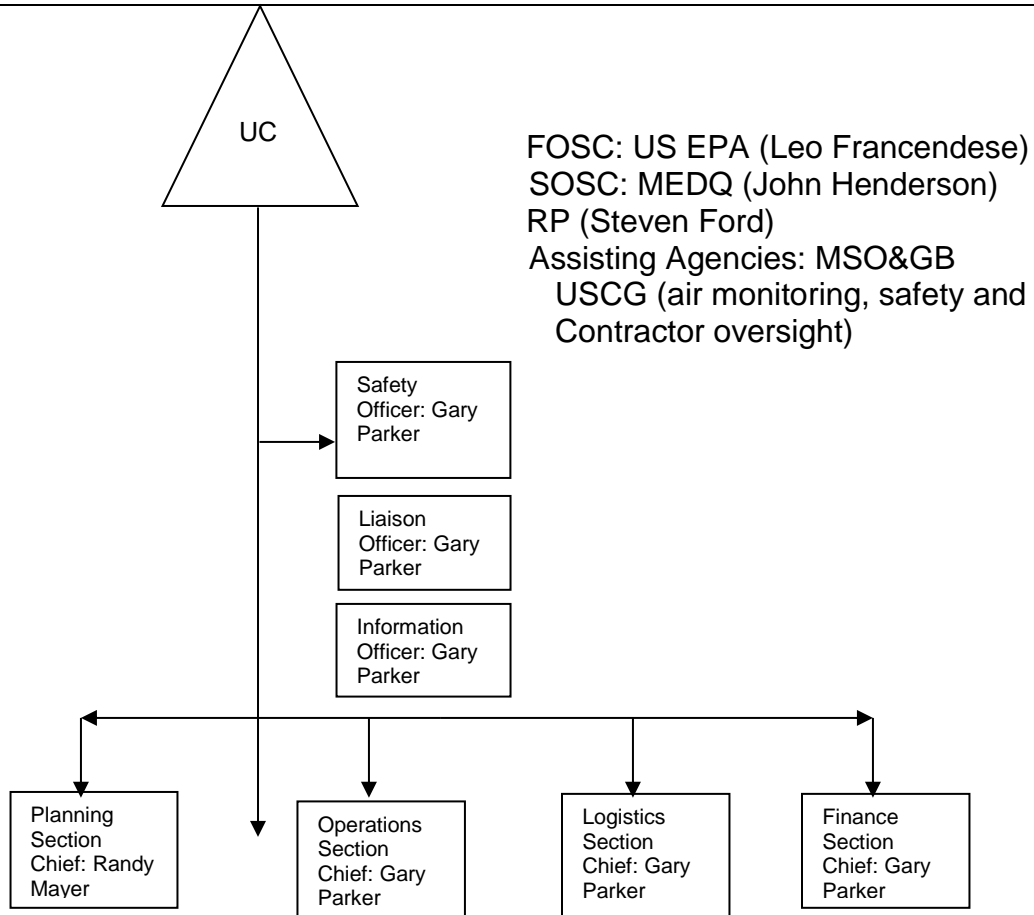 UC
FOSC: US EPA (Leo Francendese)
SOSC: MEDQ (John Henderson)
RP (Steven Ford)
Assisting Agencies: MSO&GB
USCG (air monitoring, safety and
Contractor oversight)
Safety
Officer: Gary
Parker
Liaison
Officer: Gary
Parker
Information
Officer: Gary
Parker
Planning
Section
Chief: Randy
Mayer
Operations
Section
Chief: Gary
Parker
Logistics
Section
Chief: Gary
Parker
Finance
Section
Chief: Gary
Parker